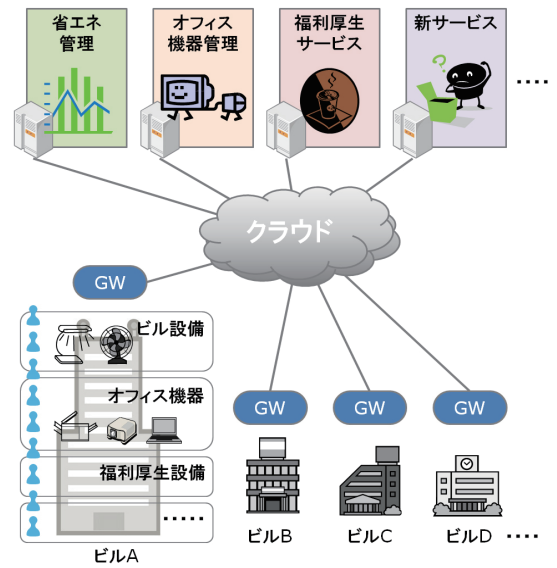 省エネ
管理
オフィス
機器管理
福利厚生
サービス
新サービス
････
クラウド
GW
ビル設備
オフィス機器
福利厚生設備
･････
ビルA
GW
GW
GW
ビルB
ビルC
ビルD
････